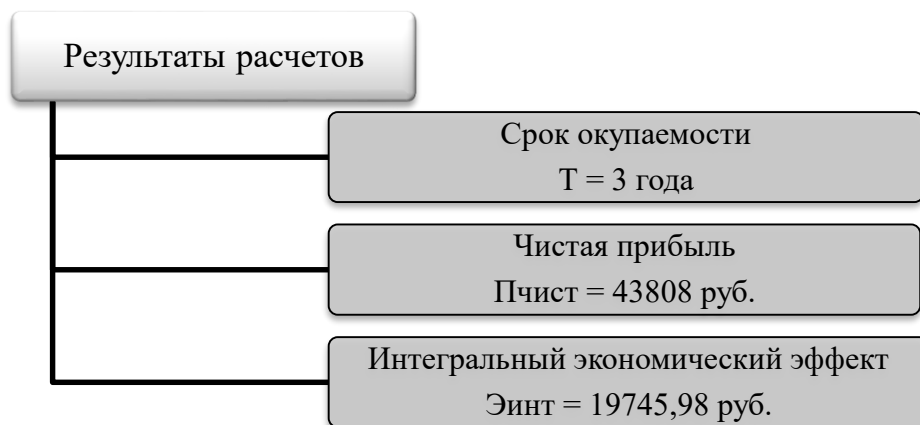 Результаты расчетов
Срок окупаемости
Т = 3 года
Чистая прибыль
Пчист = 43808 руб.
Интегральный экономический эффект
Эинт = 19745,98 руб.